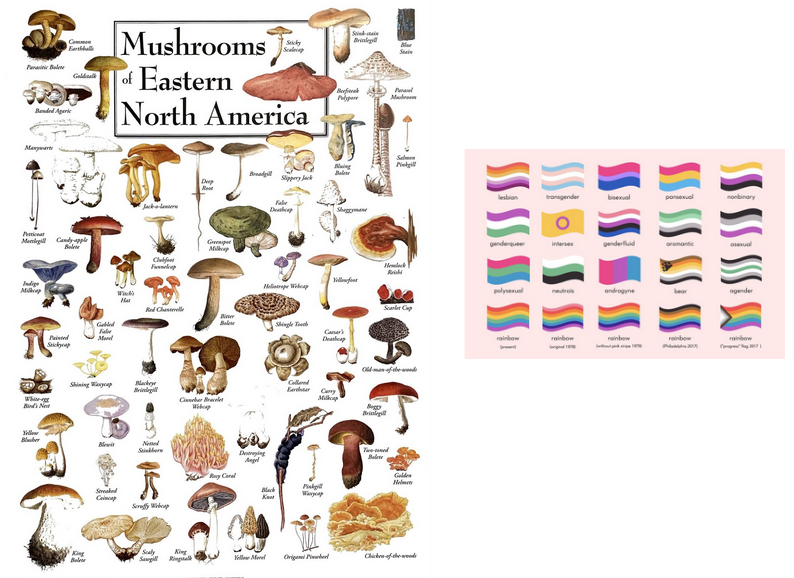 Mushrooms
of Eastern
North America
Common
Earthballs
Parasitic Bolete
Goldstalk
Banded Agaric
Sticky
Scalecap
Stink-stain
Brittlegill
Blue
Stain
Beefsteak
Polypore
Parasol
Mushroom
Manywarts
Jack-o-lantern
Deep
Root
Broadgill
Slippery Jack
Bluing
Bolete
Salmon
Pinkgill
Petticoat
Mottlegill
Candy-apple
Bolete
Clubfoot
Funnelcap
Greenspot
Milkcap
False
Deathcap
Shaggymane
Hemlock
Reishi
Indigo
Milkcap
Witch's
Hat
Red Chanterelle
Bitter
Bolete
Heliotrope Webcap
Yellowfoot
Scarlet Cup
Painted
Slickycap
Gabled
False
Morel
Shingle Tooth
Caesar's
Deathcap
Old-man-of-the-woods
Shining Waxycap
Blackeye
Brittlegill
Cinnebar Bracelet
Webcap
Collared
Earthstar
Curry
Milkcap
White-egg
Bird's Nest
Boggy
Brittlegill
Yellow
Blusher
Blewit
Netted
Stinkhorn
Rosy Coral
Destroying
Angel
Two-toned
Bolete
Golden
Helmets
Streaked
Coincap
Scruffy Webcap
Black
Knot
Pinkgill
Waxycap
King
Bolete
Scaly
Sawgill
King
Ringstalk
Yellow Morel
Origami Pinwheel
Chicken-of-the-woods
lesbian
transgender
bisexual
pansexual
nonbinary
genderqueer
intersex
genderfluid
aromantic
asexual
polysexual
neutrois
androgyne
bear
agender
rainbow
(present)
rainbow
(original 1978)
rainbow
(without pink stripe 1978)
rainbow
(Philadelphia 2017)
rainbow
("progress" flag 2017 )